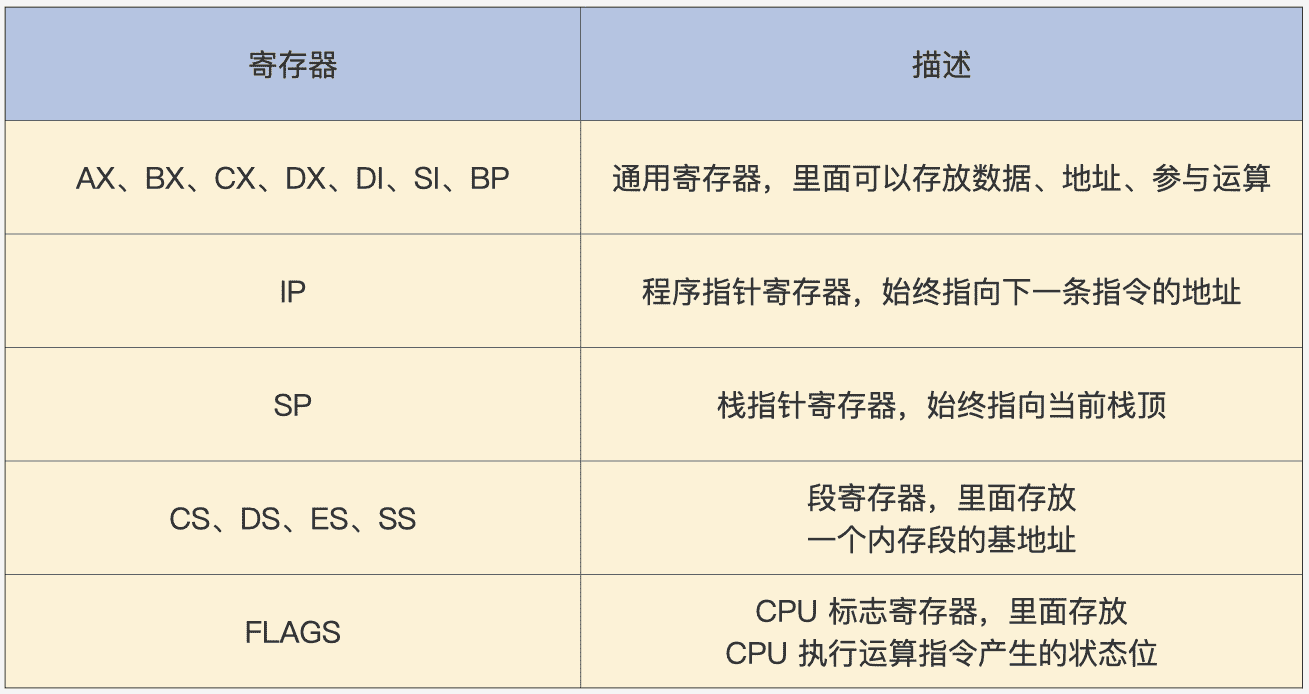 寄存器
描述
AX、BX、CX、DX、DI、SI、BP
通用寄存器，里面可以存放数据、地址、参与运算
IP
程序指针寄存器，始终指向下一条指令的地址
SP
栈指针寄存器，始终指向当前栈顶
CS、DS、ES、SS
段寄存器，里面存放
一个内存段的基地址
FLAGS
CPU 标志寄存器，里面存放
CPU 执行运算指令产生的状态位